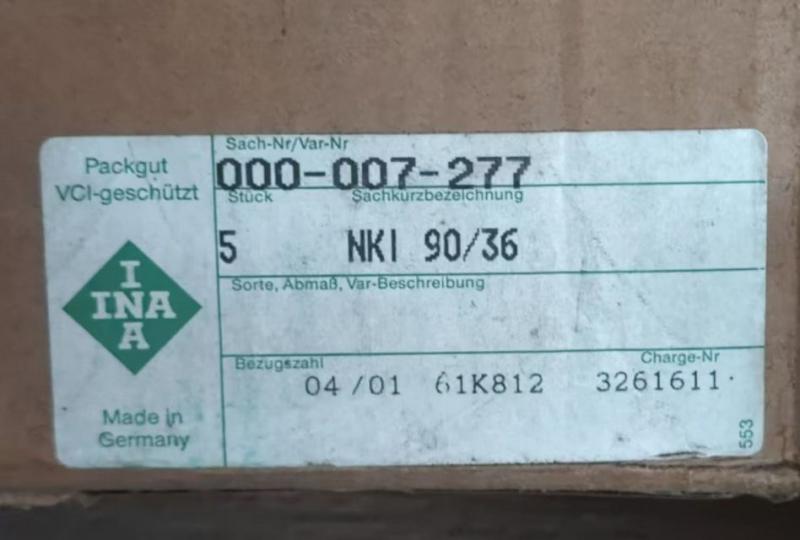 Packgut
VCI-geschützt
I
INA
A
Made in
Germany
Sach-Nr/Var-Nr
000-007-277
Stück Sachkurzbezeichnung
5 NKI 90/36
Sorte, Abmaß, Var-Beschreibung
Bezugszahl Charge-Nr
04/01 61K812 3261611
553